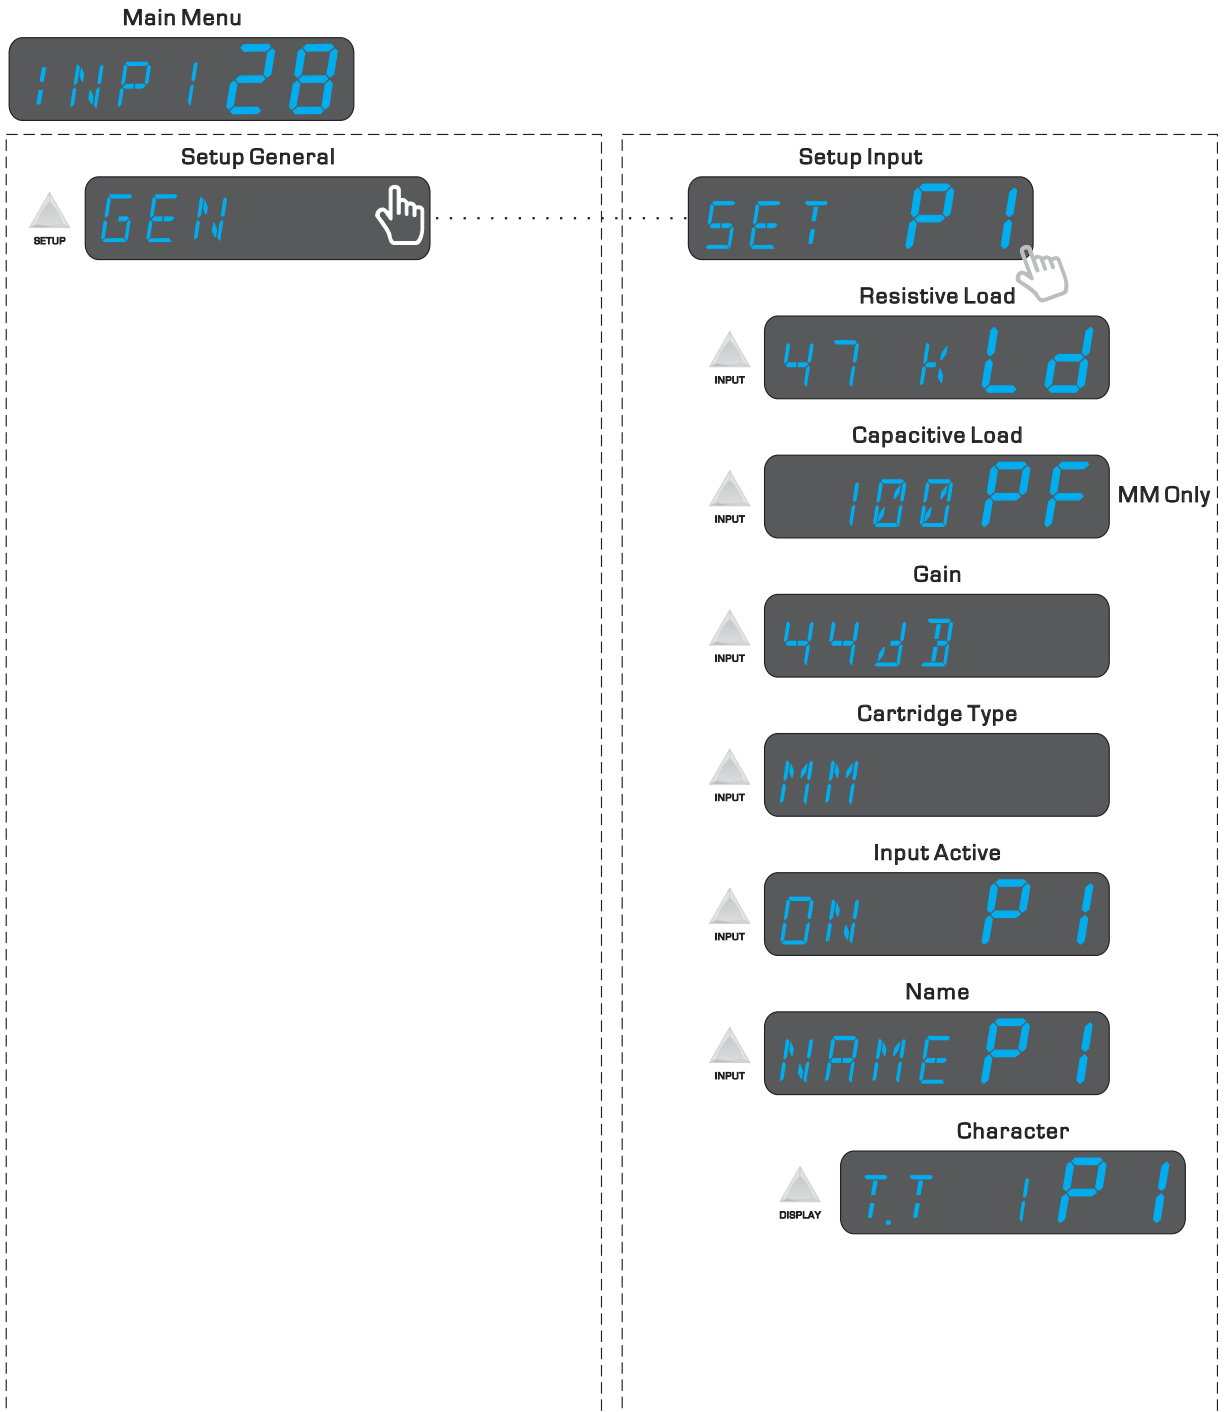 Main Menu
INP1 28
Setup General
SETUP
GEN
Setup Input
SET P1
Resistive Load
INPUT
47 K Ld
Capacitive Load
INPUT
100 PF
MM Only
Gain
INPUT
44dB
Cartridge Type
INPUT
MM
Input Active
INPUT
ON P1
Name
INPUT
NAME P1
Character
DISPLAY
T.T 1 P1